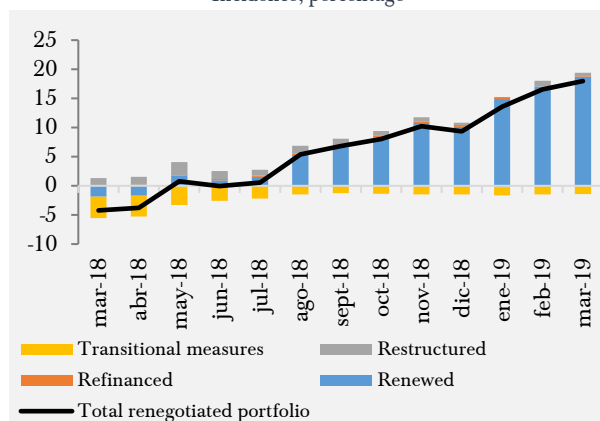 Incidence, percentage
25
20
15
10
5
0
-5
-10
mar-18
abr-18
may-18
jun-18
jul-18
ago-18
sept-18
oct-18
nov-18
dic-18
ene-19
feb-19
mar-19
Transitional measures Restructured
Refinanced Renewed
Total renegotiated portfolio